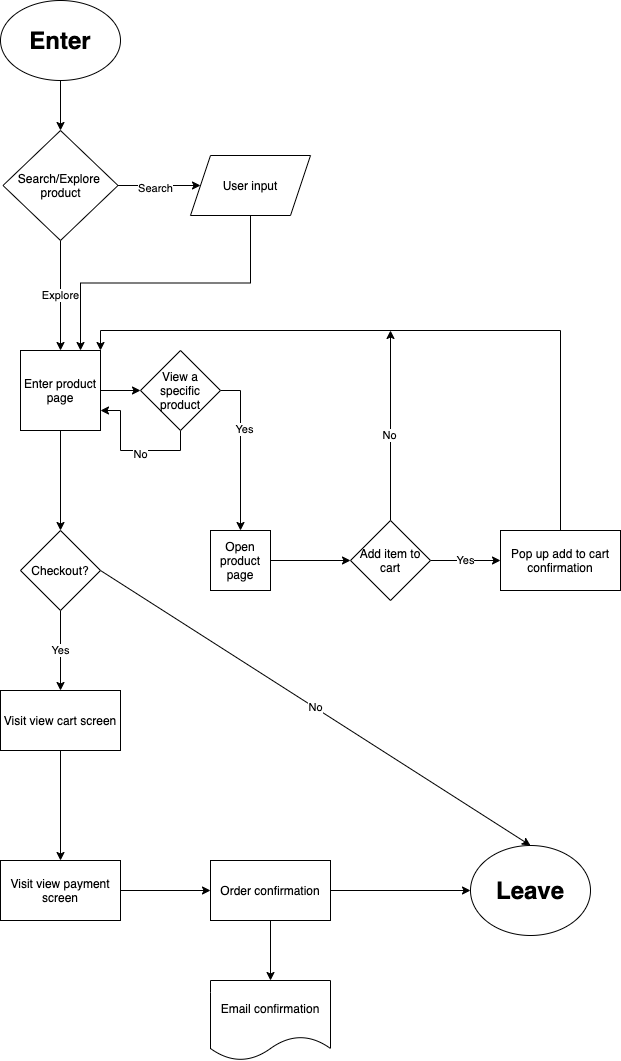 Enter
Search/Explore
product
Search
User input
Explore
Enter product
page
View a
specific
product
Yes
No
No
Open
product
page
Add item to
cart
Yes
Pop up add to cart
confirmation
Checkout?
Yes
No
Visit view cart screen
Visit view payment
screen
Order confirmation
Leave
Email confirmation